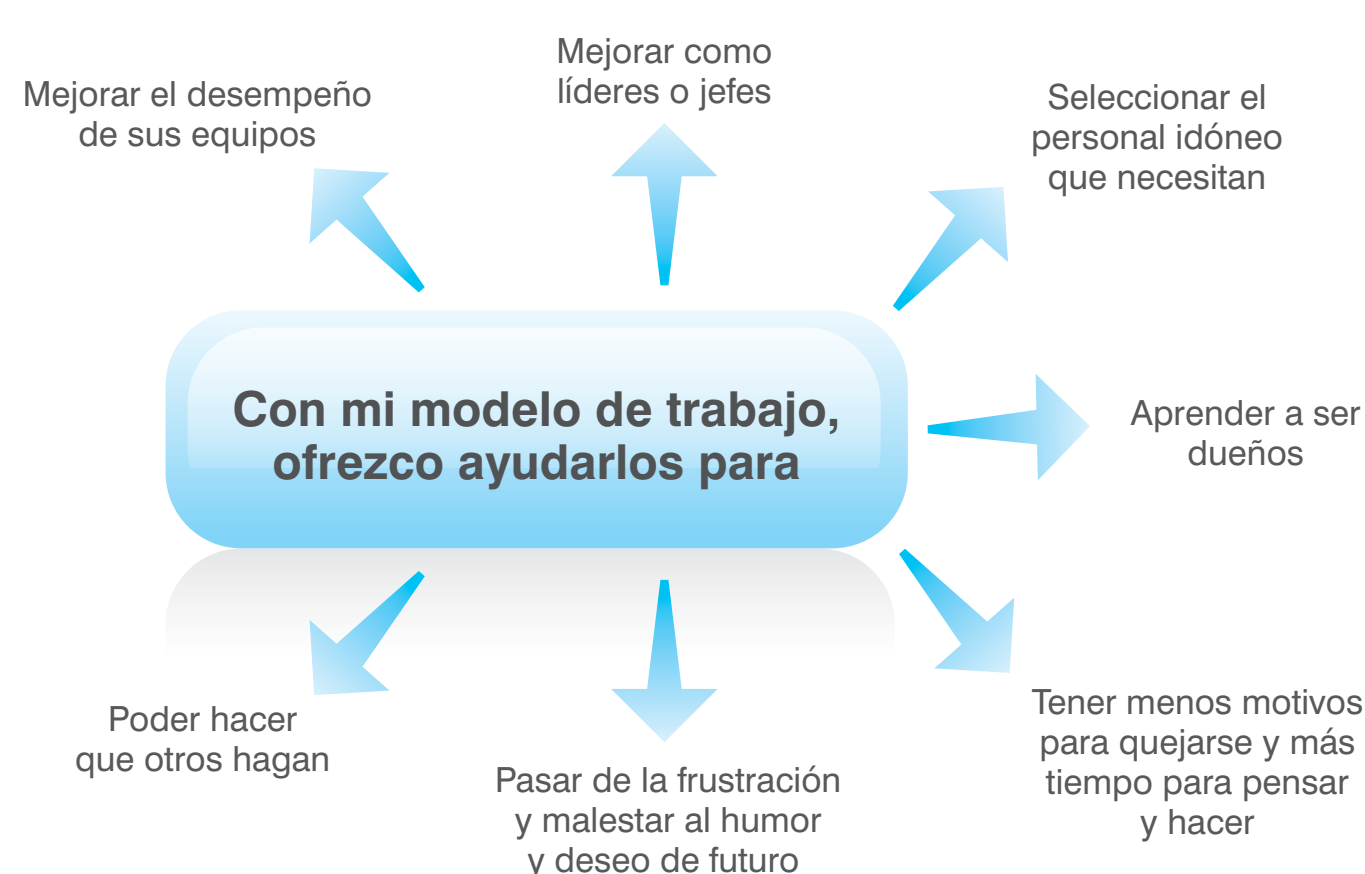 Mejorar el desempeño
de sus equipos
Mejorar como
líderes o jefes
Seleccionar el
personal idóneo
que necesitan
Con mi modelo de trabajo,
ofrezco ayudarlos para
Aprender a ser
dueños
Poder hacer
que otros hagan
Pasar de la frustración
y malestar al humor
y deseo de futuro
Tener menos motivos
para quejarse y más
tiempo para pensar
y hacer